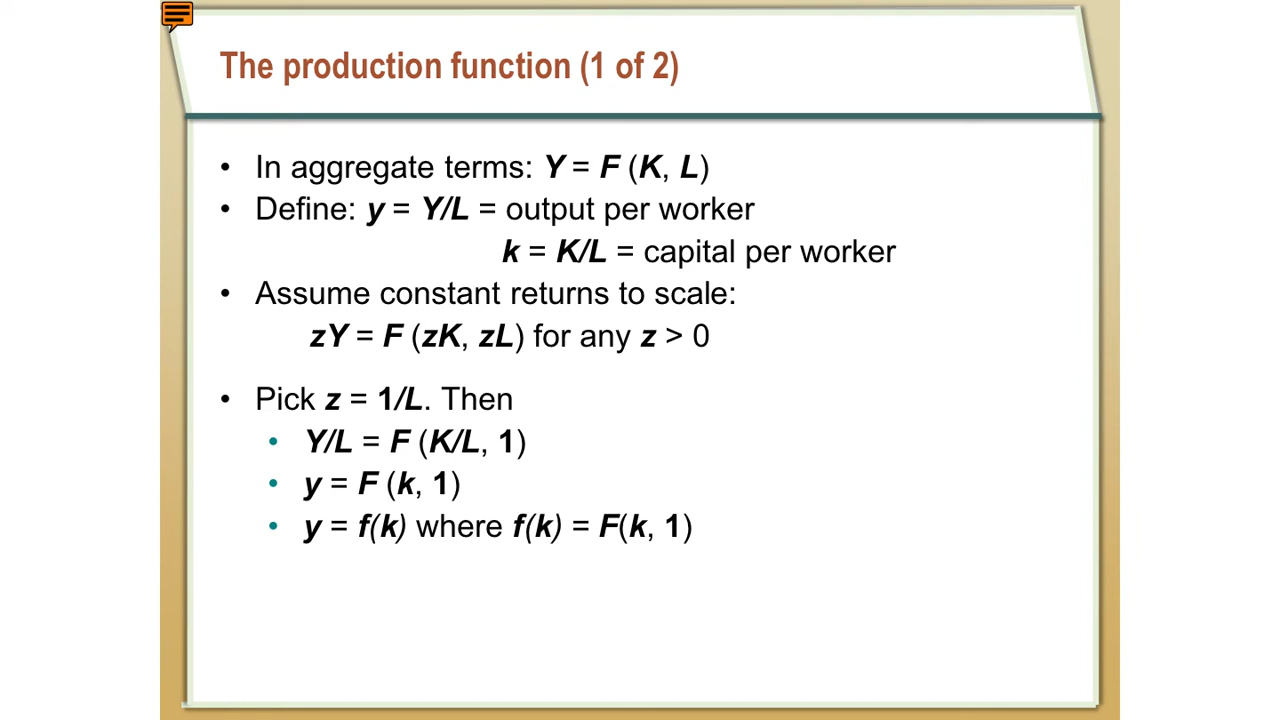 The production function (1 of 2)
• In aggregate terms: Y = F (K, L)
• Define: y = Y/L = output per worker
k = K/L = capital per worker
• Assume constant returns to scale:
zY = F (zK, zL) for any z > 0
• Pick z = 1/L. Then
• Y/L = F (K/L, 1)
• y = F (k, 1)
• y = f(k) where f(k) = F(k, 1)